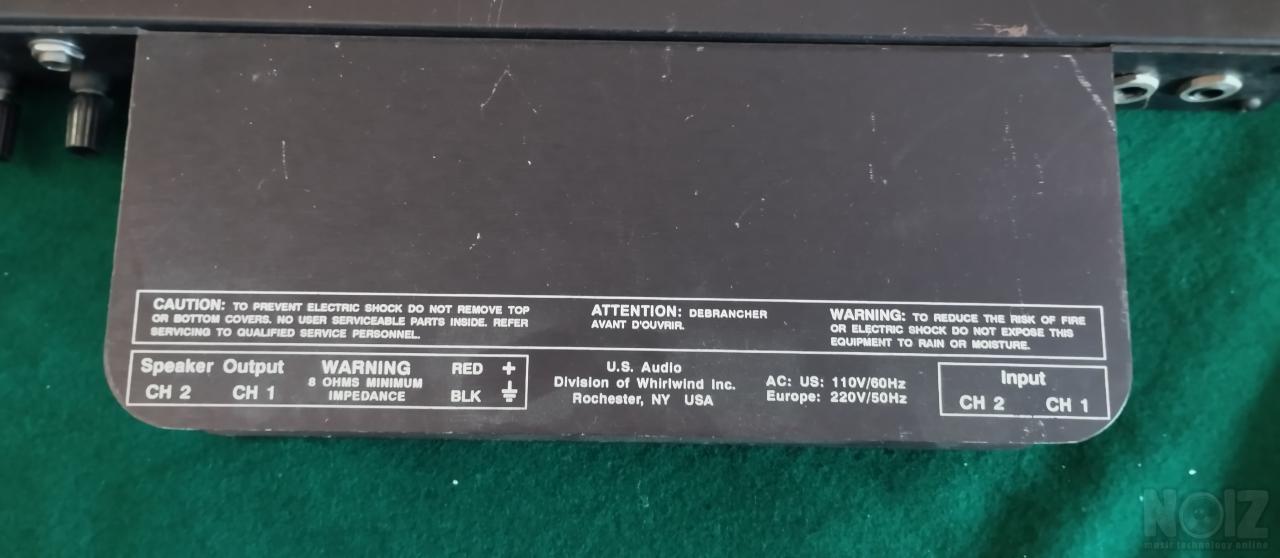 CAUTION: TO PREVENT ELECTRIC SHOCK DO NOT REMOVE TOP
OR BOTTOM COVERS. NO USER SERVICEABLE PARTS INSIDE. REFER
SERVICING TO QUALIFIED SERVICE PERSONNEL.
ATTENTION: DEBRANCHER
AVANT D'OUVRIR.
WARNING: TO REDUCE THE RISK OF FIRE
OR ELECTRIC SHOCK DO NOT EXPOSE THIS
EQUIPMENT TO RAIN OR MOISTURE.
Speaker Output
CH 2 CH 1
WARNING
8 OHMS MINIMUM
IMPEDANCE
RED +
BLK
U.S. Audio
Division of Whirlwind Inc.
Rochester, NY USA
AC: US: 110V/60Hz
Europe: 220V/50Hz
Input
CH 2 CH 1
NOIZ
music technology online